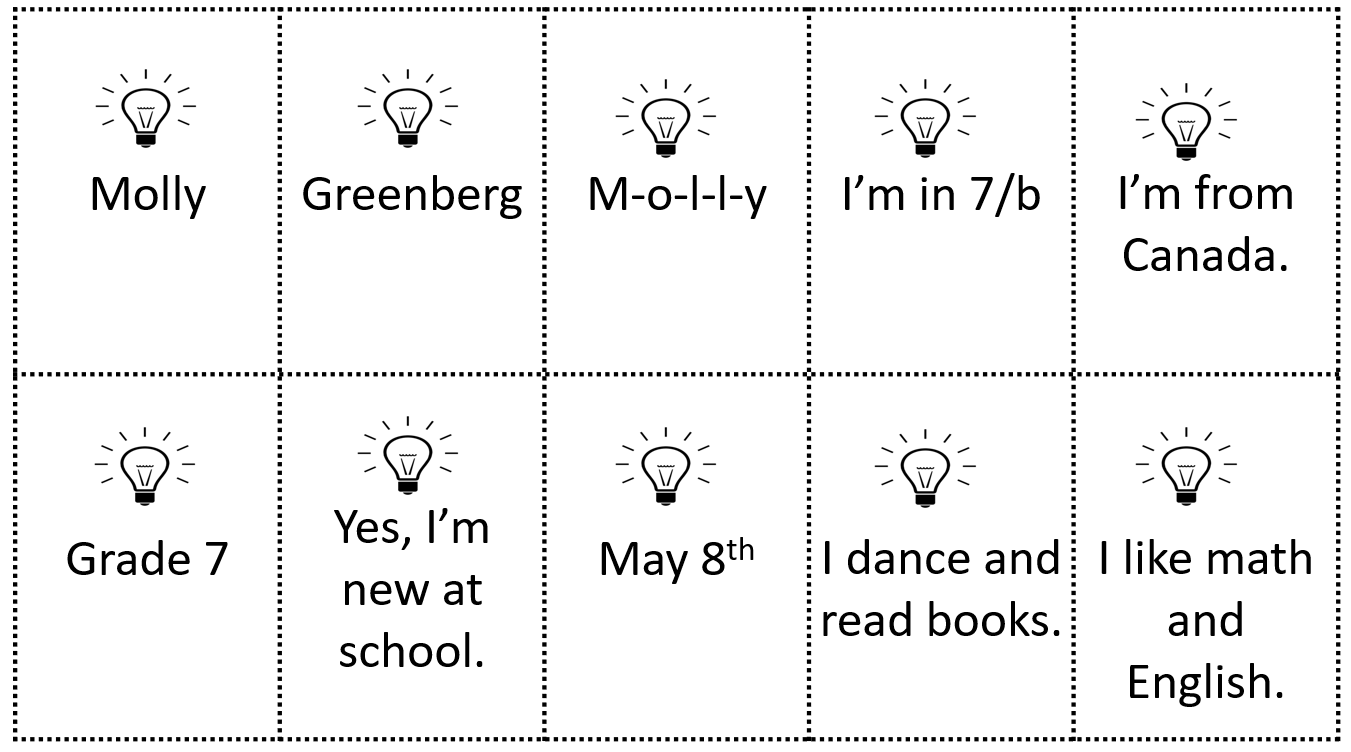 Molly
Greenberg
M-o-l-l-y
I’m in 7/b
I’m from
Canada.
Grade 7
Yes, I’m
new at
school.
May 8th
I dance and
read books.
I like math
and
English.